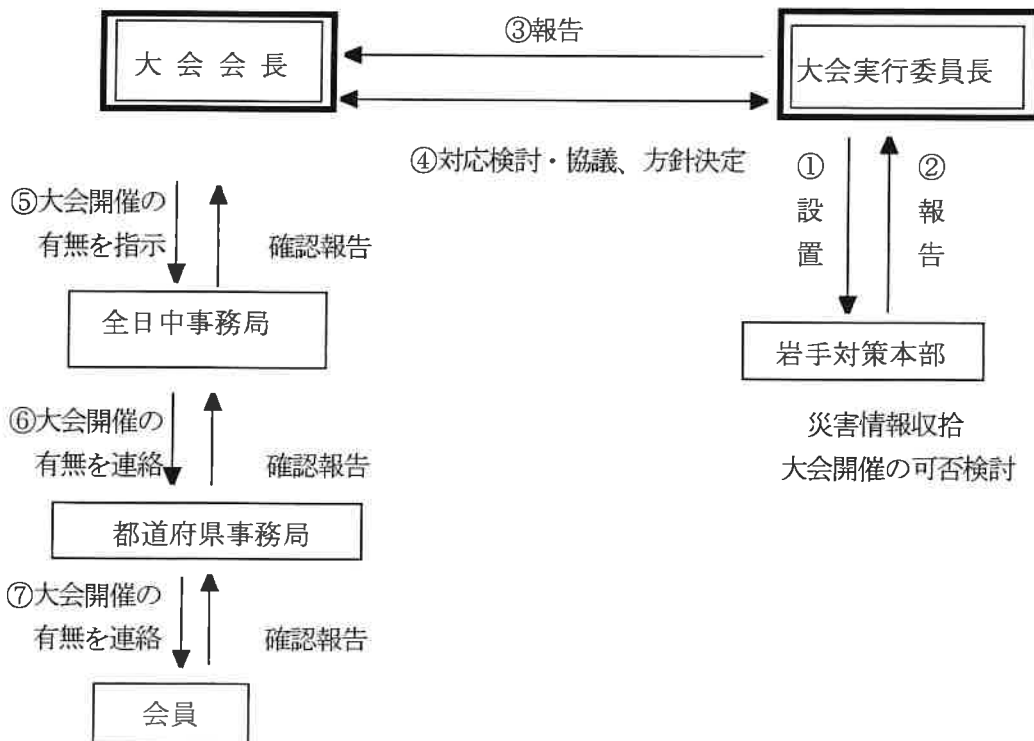 ③報告
大会会長
大会実行委員長
④対応検討・協議、方針決定
①設置
②報告
⑤大会開催の
有無を指示
確認報告
全日中事務局
岩手対策本部
災害情報収拾
大会開催の可否検討
⑥大会開催の
有無を連絡
確認報告
都道府県事務局
⑦大会開催の
有無を連絡
確認報告
会員